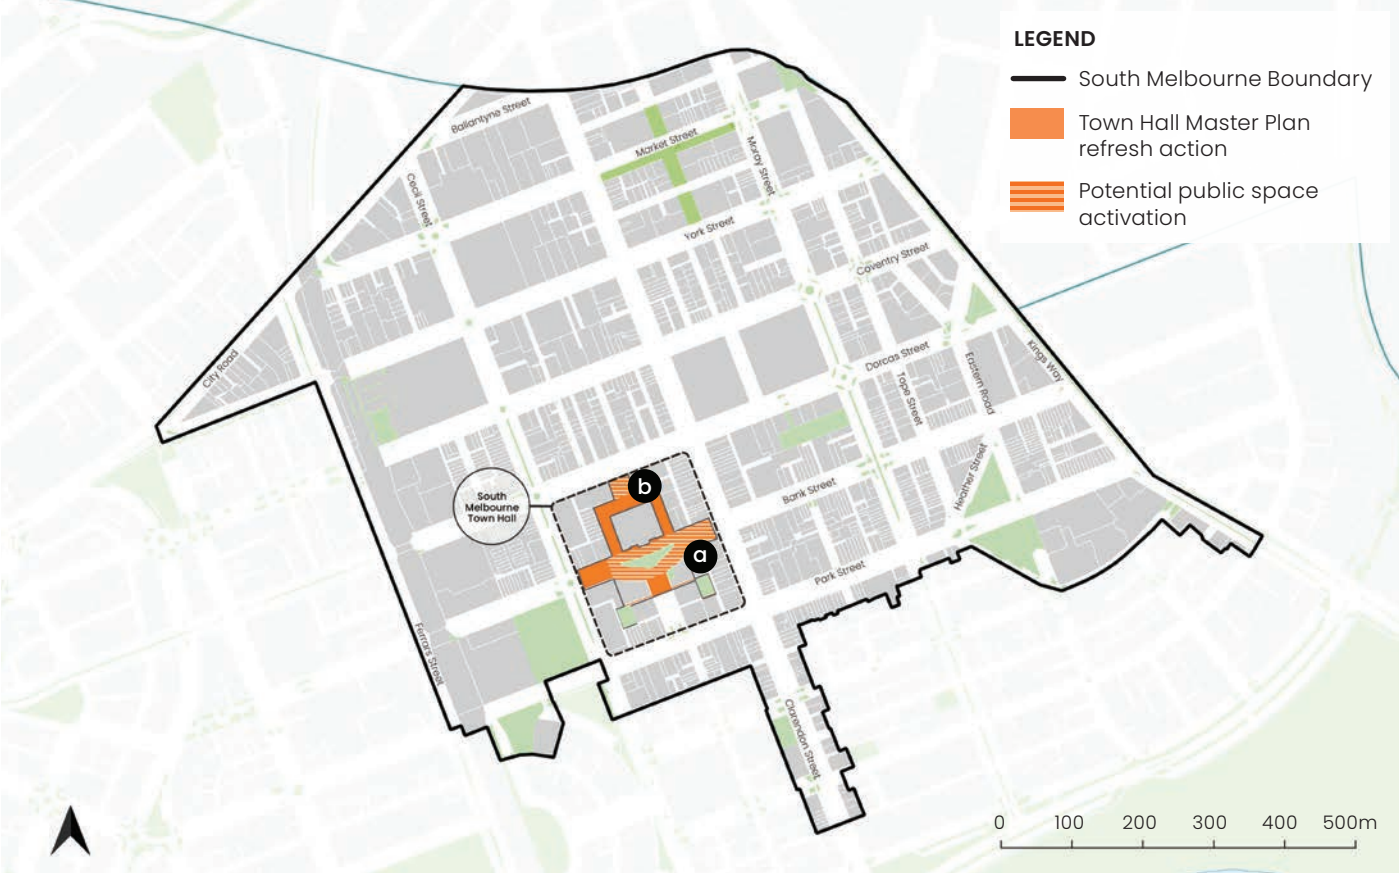 LEGEND
South Melbourne Boundary
Town Hall Master Plan
refresh action
Potential public space
activation
Ballantyne Street
Market Street
Moray Street
Cecil Street
York Street
Coventry Street
City Road
Dorcas Street
Kings Way
Eastern Road
Tope Street
South
Melbourne
Town Hall
b
a
Bank Street
Heather Street
Park Street
Ferrars Street
Clarendon Street
0 100 200 300 400 500m